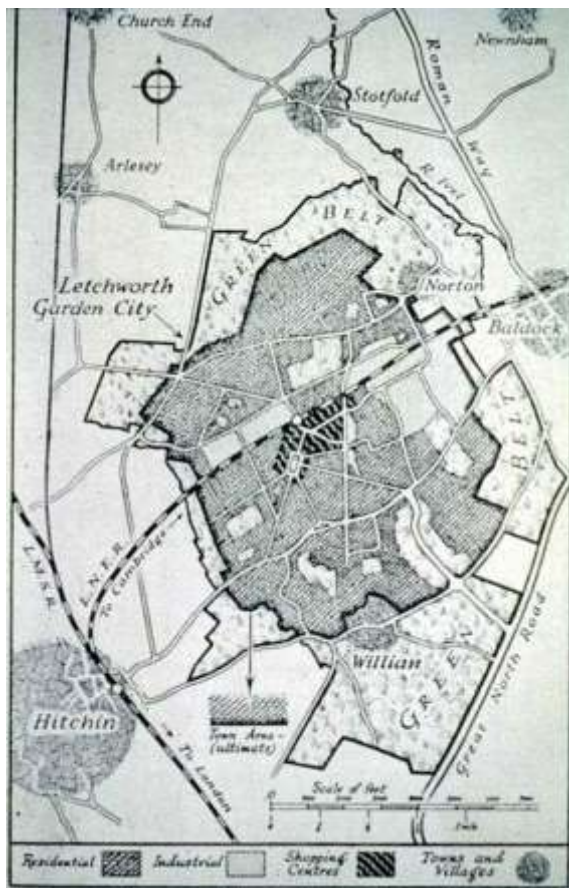 Church End
Newnham
Roman Way
Stotfold
Arlesey
R. Ivel
GREEN BELT
Norton
Letchworth
Garden City
Baldock
BELT
L.N.E.R.
To Cambridge
L.M.S.R.
GREEN
Willian
Great North Road
Hitchin
To London
Town Area -
(ultimate)
Scale of feet
0
1 mile
Residential
Industrial
Shopping
Centres
Towns and
Villages